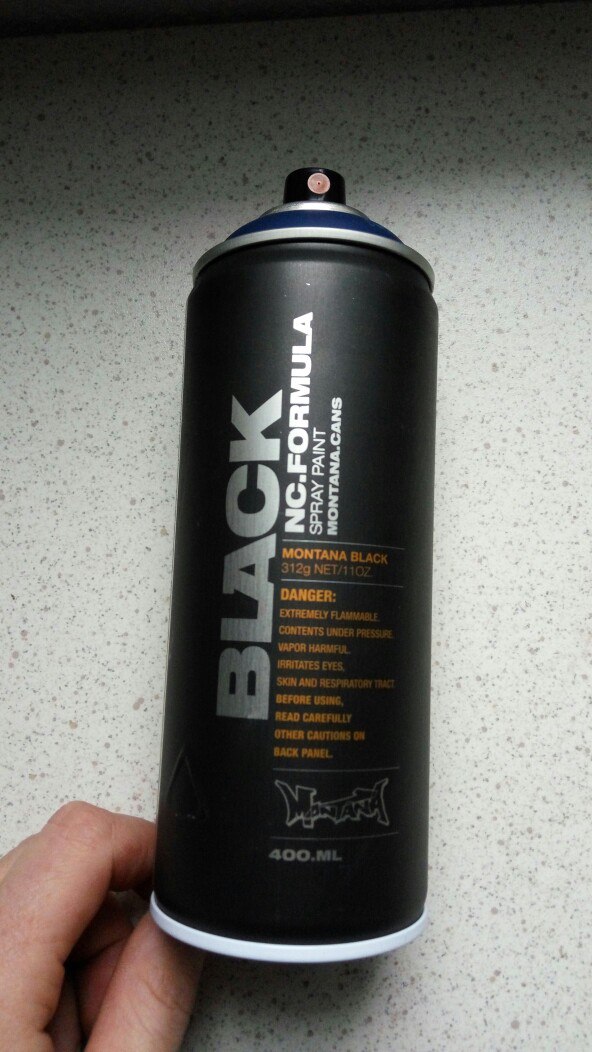 BLACK
NC.FORMULA
SPRAY PAINT
MONTANA.CANS
MONTANA BLACK
312g NET/11OZ.
DANGER:
EXTREMELY FLAMMABLE.
CONTENTS UNDER PRESSURE.
VAPOR HARMFUL.
IRRITATES EYES,
SKIN AND RESPIRATORY TRACT.
BEFORE USING,
READ CAREFULLY
OTHER CAUTIONS ON
BACK PANEL.
MONTANA
400.ML